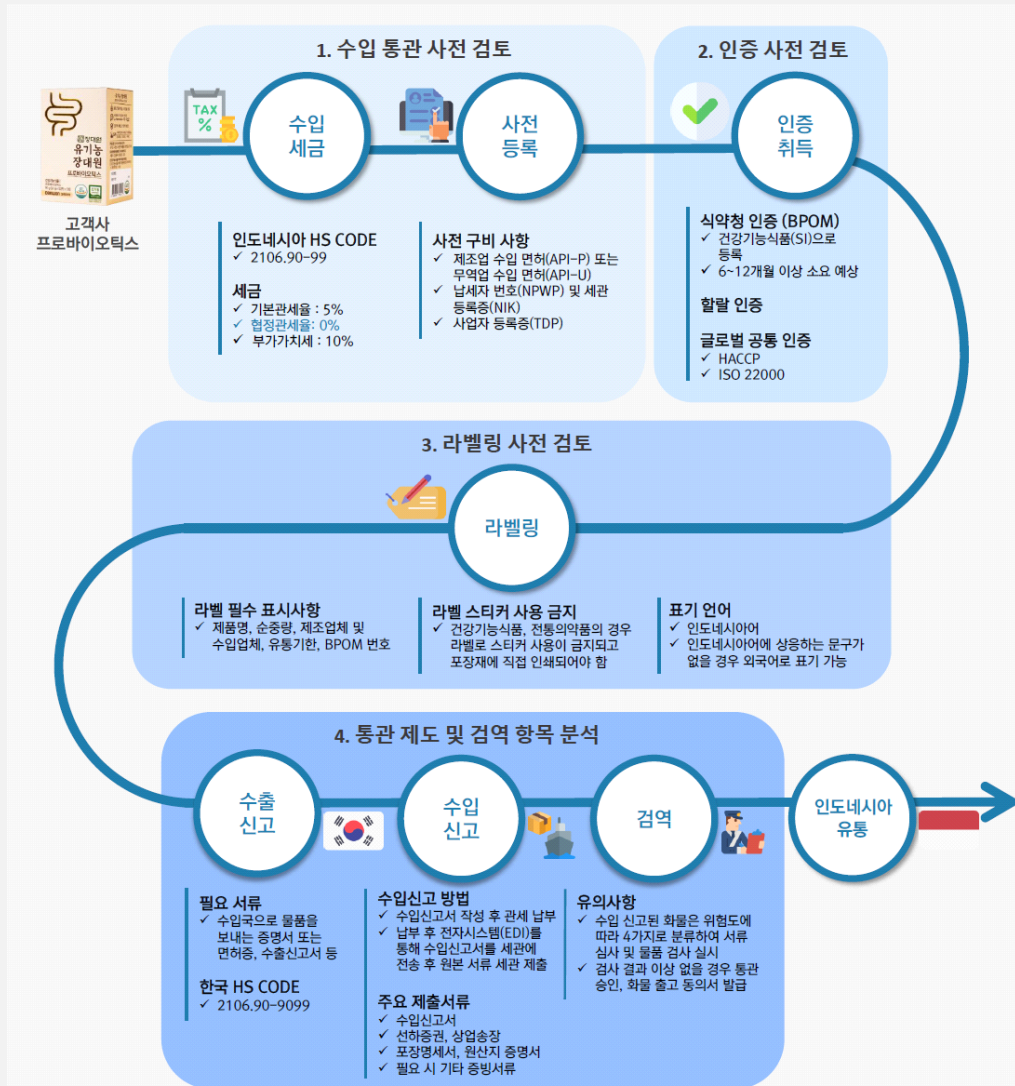 1. 수입 통관 사전 검토
2. 인증 사전 검토
TAX
%
수입
세금
사전
등록
인증
취득
장대원
유기농
장대원
프로바이오틱스
고객사
프로바이오틱스
인도네시아 HS CODE
✓ 2106.90-99
세금
✓ 기본관세율 : 5%
✓ 협정관세율: 0%
✓ 부가가치세 : 10%
사전 구비 사항
✓ 제조업 수입 면허(API-P) 또는
무역업 수입 면허(API-U)
✓ 납세자 번호(NPWP) 및 세관
등록증(NIK)
✓ 사업자 등록증(TDP)
식약청 인증 (BPOM)
✓ 건강기능식품(SI)으로
등록
✓ 6~12개월 이상 소요 예상
할랄 인증
글로벌 공통 인증
✓ HACCP
✓ ISO 22000
3. 라벨링 사전 검토
라벨링
라벨 필수 표시사항
✓ 제품명, 순중량, 제조업체 및
수입업체, 유통기한, BPOM 번호
라벨 스티커 사용 금지
✓ 건강기능식품, 전통의약품의 경우
라벨로 스티커 사용이 금지되고
포장재에 직접 인쇄되어야 함
표기 언어
✓ 인도네시아어
✓ 인도네시아어에 상응하는 문구가
없을 경우 외국어로 표기 가능
4. 통관 제도 및 검역 항목 분석
수출
신고
수입
신고
검역
인도네시아
유통
필요 서류
✓ 수입국으로 물품을
보내는 증명서 또는
면허증, 수출신고서 등
한국 HS CODE
✓ 2106.90-9099
수입신고 방법
✓ 수입신고서 작성 후 관세 납부
✓ 납부 후 전자시스템(EDI)를
통해 수입신고서를 세관에
전송 후 원본 서류 세관 제출
주요 제출서류
✓ 수입신고서
✓ 선하증권, 상업송장
✓ 포장명세서, 원산지 증명서
✓ 필요 시 기타 증빙서류
유의사항
✓ 수입 신고된 화물은 위험도에
따라 4가지로 분류하여 서류
심사 및 물품 검사 실시
✓ 검사 결과 이상 없을 경우 통관
승인, 화물 출고 동의서 발급